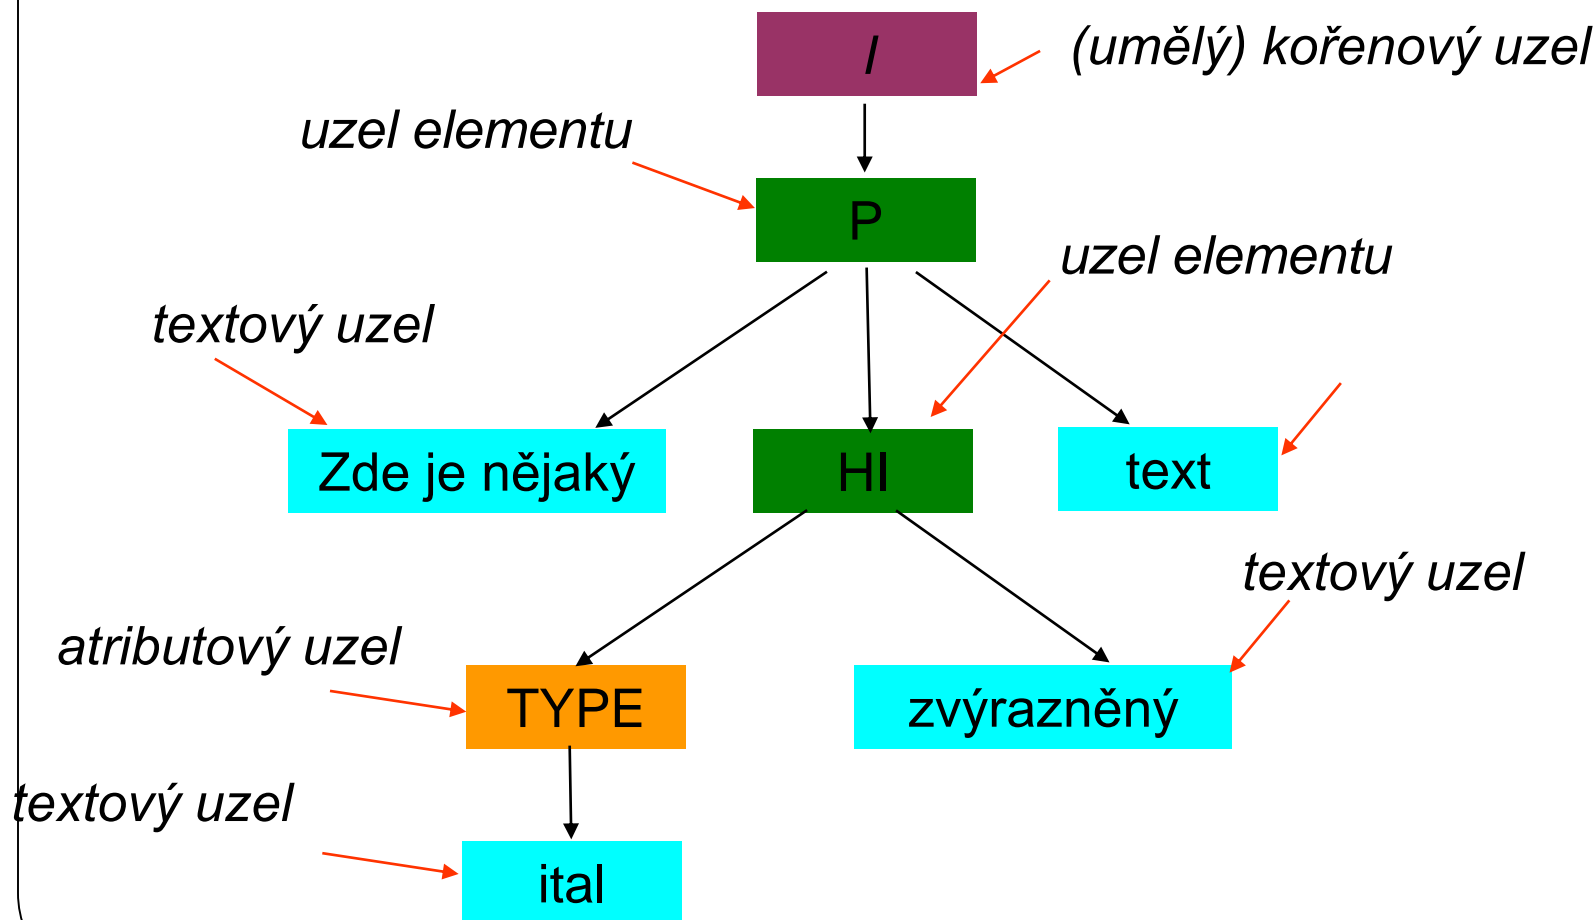 /
(umělý) kořenový uzel
uzel elementu
P
uzel elementu
textový uzel
Zde je nějaký
HI
text
textový uzel
atributový uzel
TYPE
zvýrazněný
textový uzel
ital